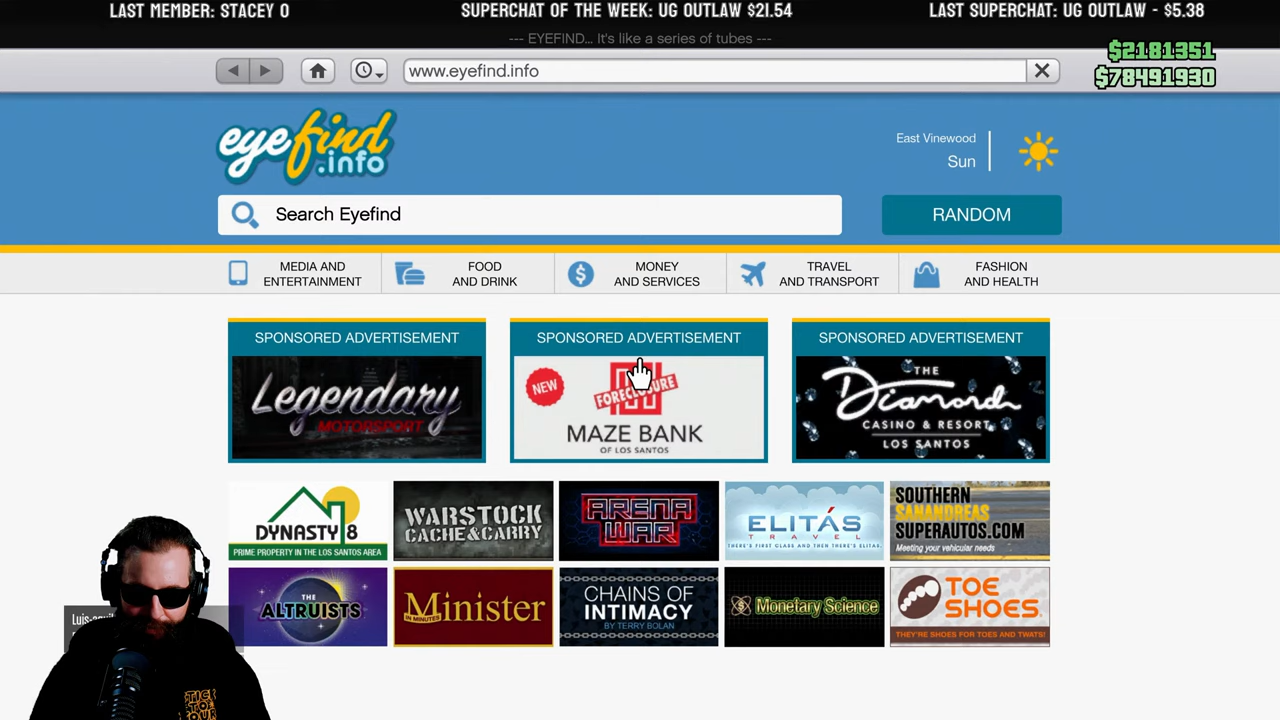 LAST MEMBER: STACEY O
SUPERCHAT OF THE WEEK: UG OUTLAW $21.54
LAST SUPERCHAT: UG OUTLAW - $5.38
--- EYEFIND... It's like a series of tubes ---
www.eyefind.info
$2181351
$78491930
eyefind
.info
East Vinewood
Sun
Search Eyefind
RANDOM
MEDIA AND
ENTERTAINMENT
FOOD
AND DRINK
MONEY
AND SERVICES
TRAVEL
AND TRANSPORT
FASHION
AND HEALTH
SPONSORED ADVERTISEMENT
Legendary
MOTORSPORT
SPONSORED ADVERTISEMENT
NEW
FORECLOSURE
MAZE BANK
OF LOS SANTOS
SPONSORED ADVERTISEMENT
THE
Diamond
CASINO & RESORT
LOS SANTOS
DYNASTY 8
PRIME PROPERTY IN THE LOS SANTOS AREA
WARSTOCK
CACHE&CARRY
ARENA
WAR
ELITÁS
TRAVEL
THERE'S FIRST CLASS AND THEN THERE'S ELITAS.
SOUTHERN
SANANDREAS
SUPERAUTOS.COM
Meeting your vehicular needs
THE
ALTRUISTS
Minister
IN MINUTES
CHAINS OF
INTIMACY
BY TERRY BOLAN
Monetary Science
TOE
SHOES
THEY'RE SHOES FOR TOES AND TWATS!